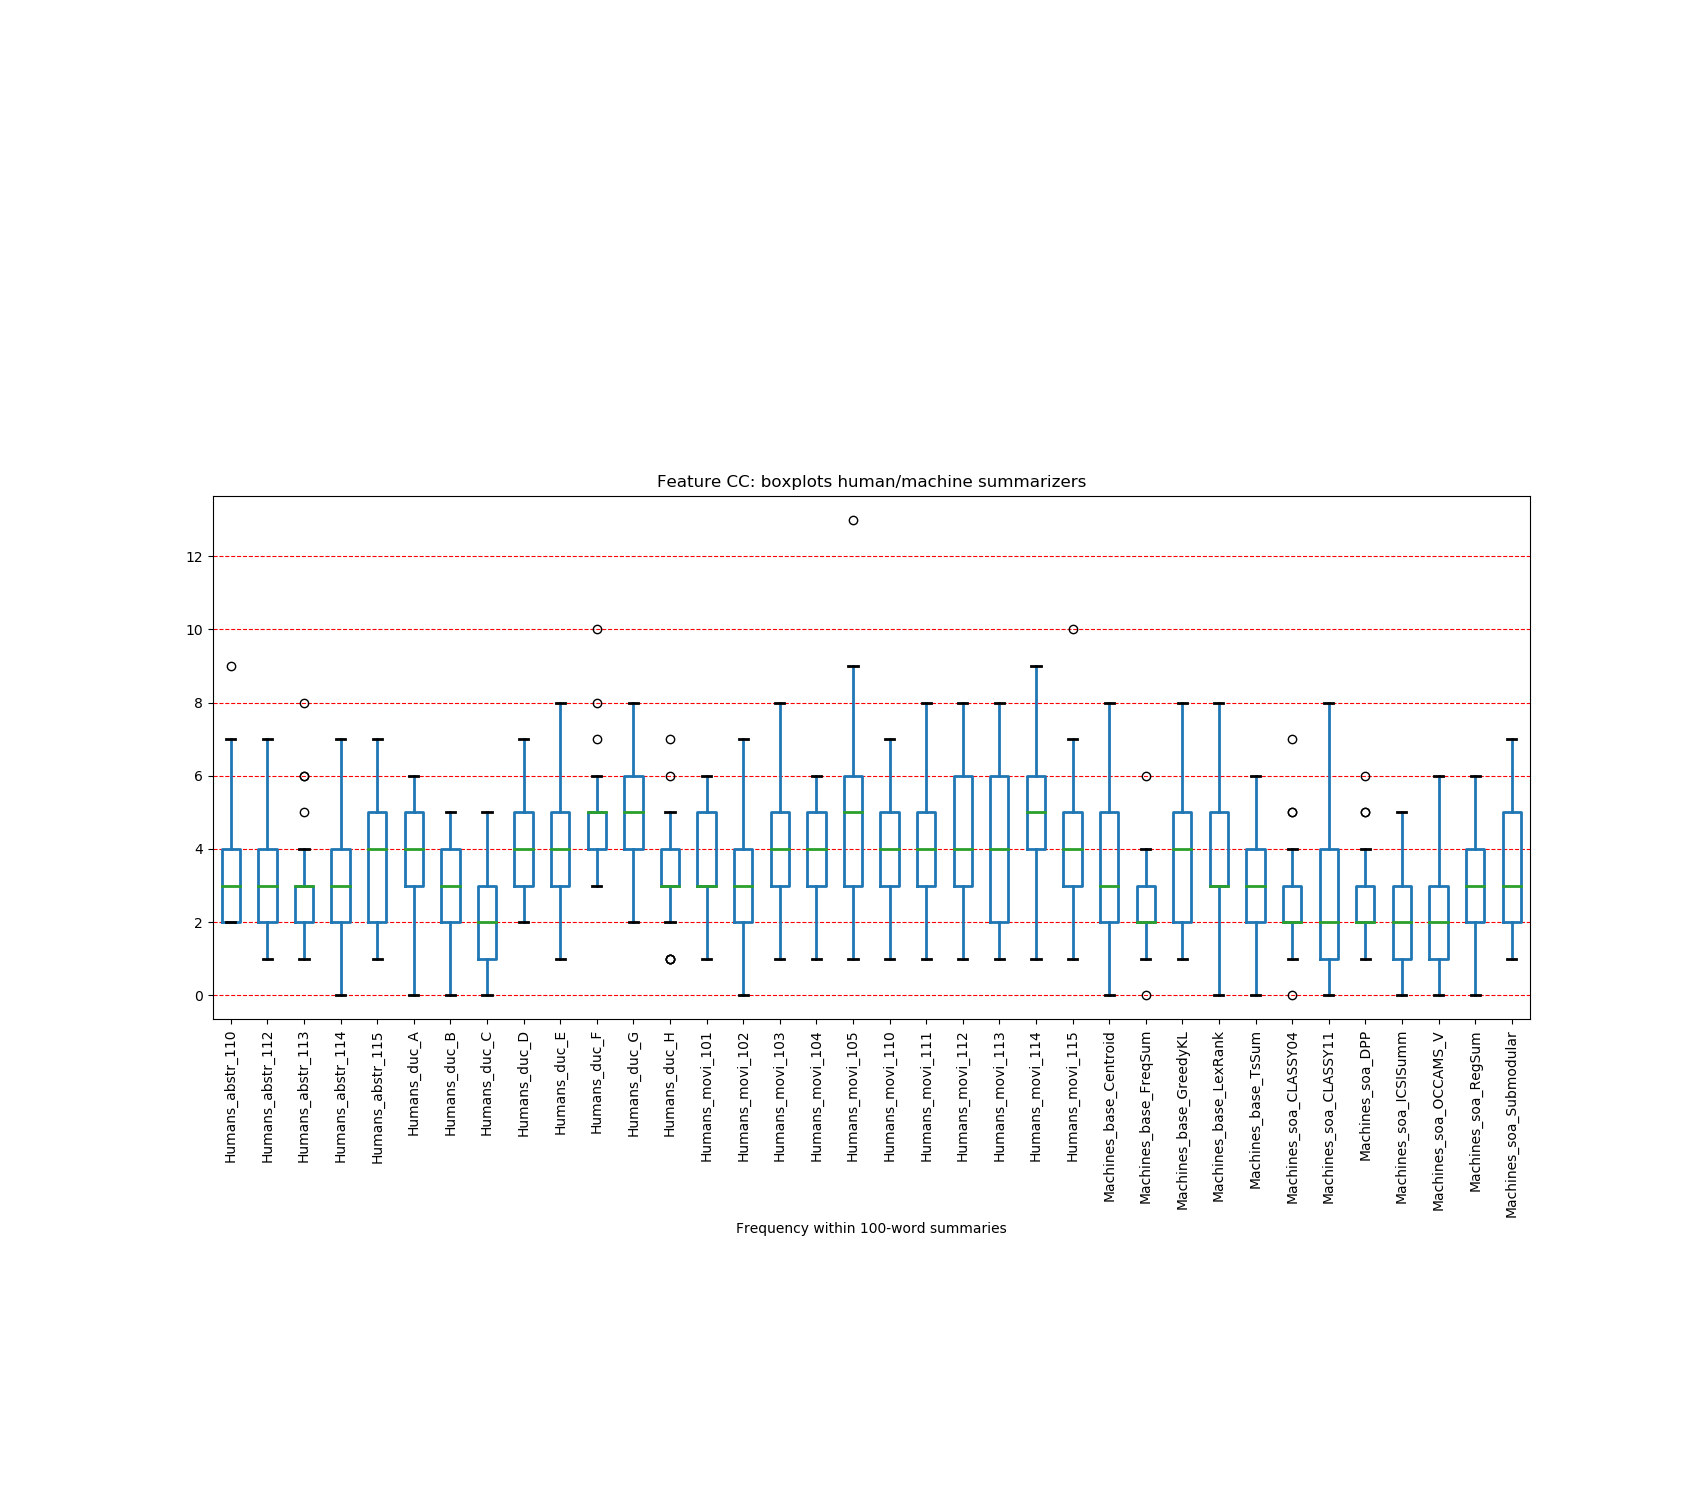 Feature CC: boxplots human/machine summarizers
12
10
8
6
4
2
0
Humans_abstr_110
Humans_abstr_112
Humans_abstr_113
Humans_abstr_114
Humans_abstr_115
Humans_duc_A
Humans_duc_B
Humans_duc_C
Humans_duc_D
Humans_duc_E
Humans_duc_F
Humans_duc_G
Humans_duc_H
Humans_movi_101
Humans_movi_102
Humans_movi_103
Humans_movi_104
Humans_movi_105
Humans_movi_110
Humans_movi_111
Humans_movi_112
Humans_movi_113
Humans_movi_114
Humans_movi_115
Machines_base_Centroid
Machines_base_FreqSum
Machines_base_GreedyKL
Machines_base_LexRank
Machines_base_TsSum
Machines_soa_CLASSY04
Machines_soa_CLASSY11
Machines_soa_DPP
Machines_soa_ICSISumm
Machines_soa_OCCAMS_V
Machines_soa_RegSum
Machines_soa_Submodular
Frequency within 100-word summaries